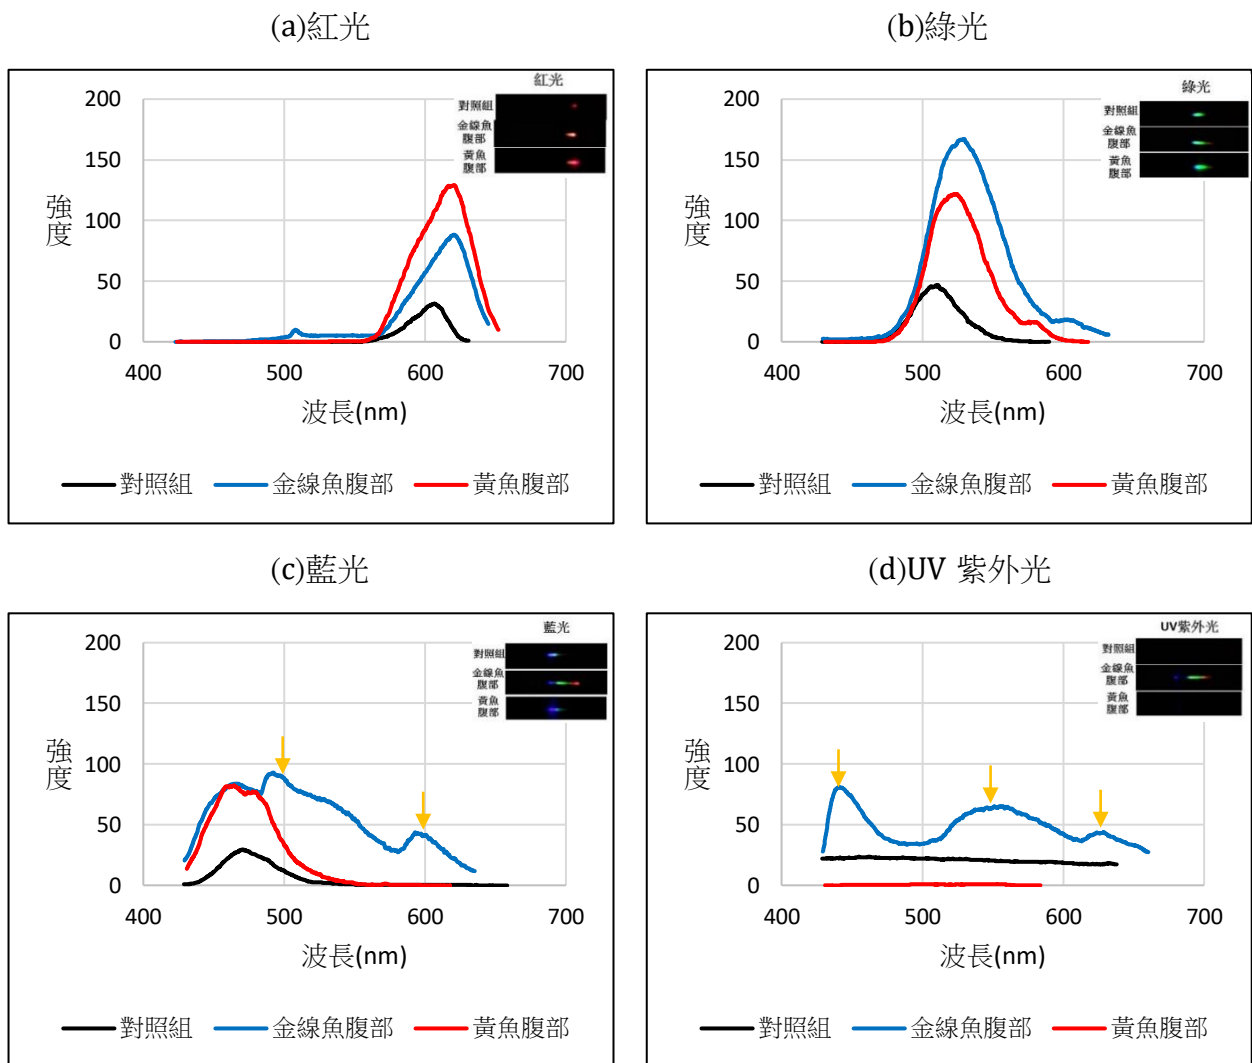 (a)紅光
紅光
對照組
金線魚
腹部
黃魚
腹部
200
150
100
50
0
強度
400 500 600 700
波長(nm)
對照組 金線魚腹部 黃魚腹部
(b)綠光
綠光
對照組
金線魚
腹部
黃魚
腹部
200
150
100
50
0
強度
400 500 600 700
波長(nm)
對照組 金線魚腹部 黃魚腹部
(c)藍光
藍光
對照組
金線魚
腹部
黃魚
腹部
200
150
100
50
0
強度
400 500 600 700
波長(nm)
對照組 金線魚腹部 黃魚腹部
(d)UV 紫外光
UV紫外光
對照組
金線魚
腹部
黃魚
腹部
200
150
100
50
0
強度
400 500 600 700
波長(nm)
對照組 金線魚腹部 黃魚腹部